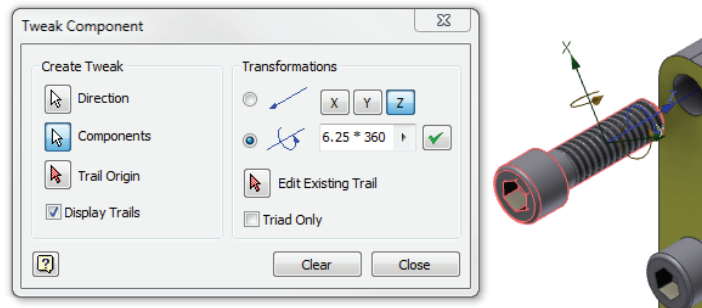 Tweak Component
Create Tweak
Direction
Components
Trail Origin
Display Trails
Transformations
X Y Z
6.25 * 360
Edit Existing Trail
Triad Only
?
Clear Close
X